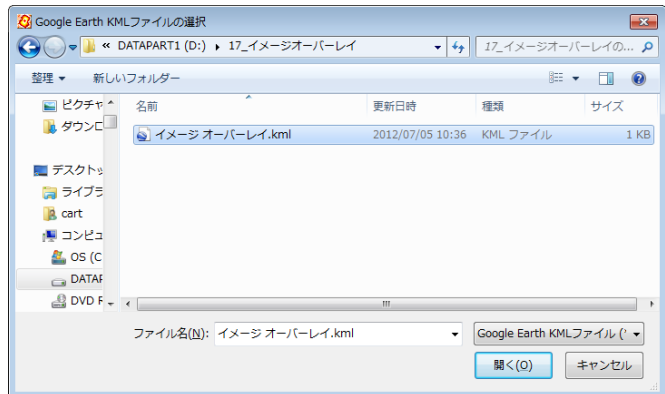 Google Earth KMLファイルの選択
« DATAPART1 (D:) ▸ 17_イメージオーバーレイ
17_イメージオーバーレイの...
整理 ▼ 新しいフォルダー
ピクチャ
ダウンロ
デスクトッ
ライブラ
cart
コンピュ
OS (C
DATAP
DVD R
名前 更新日時 種類 サイズ
イメージ オーバーレイ.kml 2012/07/05 10:36 KML ファイル 1 KB
ファイル名(N): イメージ オーバーレイ.kml
Google Earth KMLファイル (*
開く(O) キャンセル